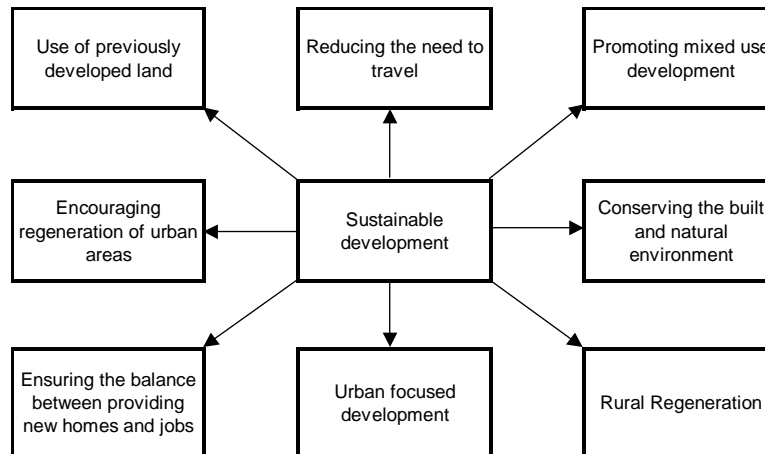 Use of previously
developed land
Reducing the need to
travel
Promoting mixed use
development
Encouraging
regeneration of urban
areas
Sustainable
development
Conserving the built
and natural
environment
Ensuring the balance
between providing
new homes and jobs
Urban focused
development
Rural Regeneration